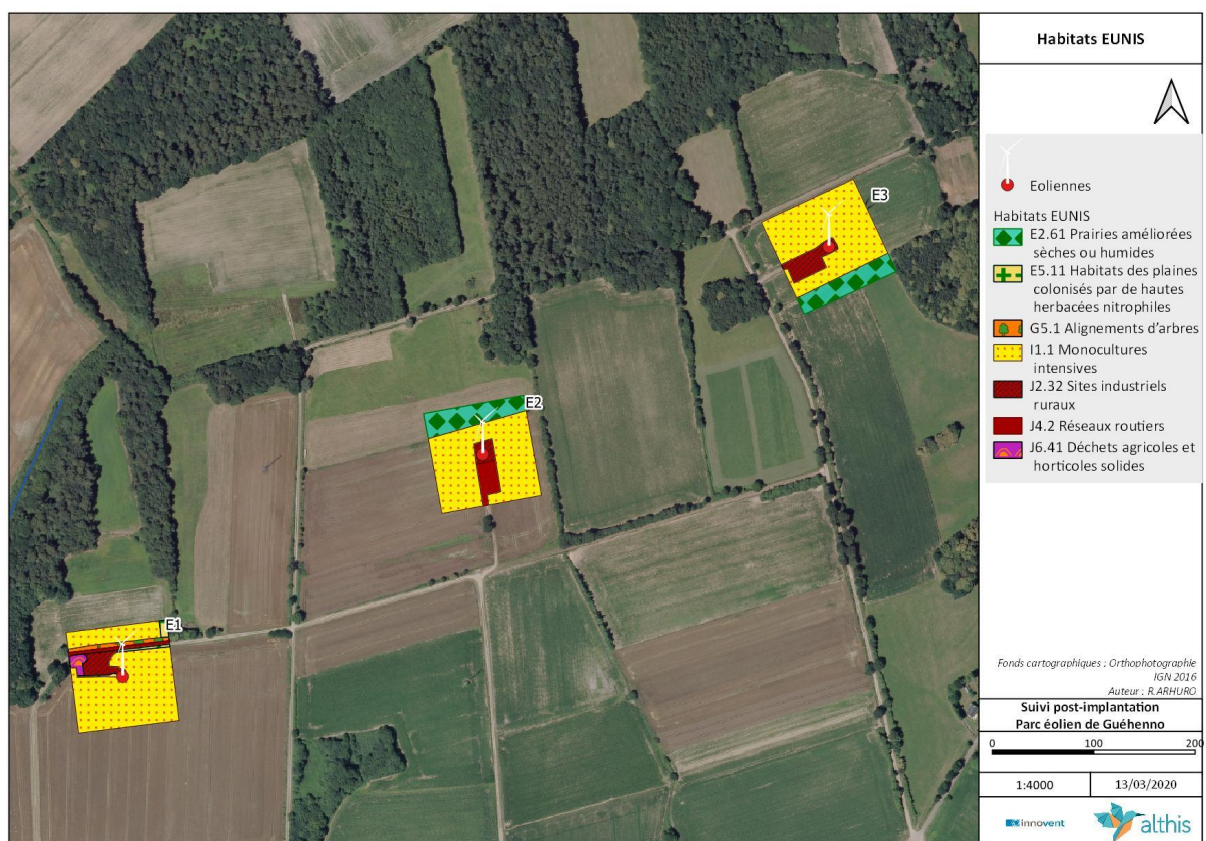 Habitats EUNIS
Eoliennes
Habitats EUNIS
E2.61 Prairies améliorées
sèches ou humides
E5.11 Habitats des plaines
colonisés par de hautes
herbacées nitrophiles
G5.1 Alignements d'arbres
I1.1 Monocultures
intensives
J2.32 Sites industriels
ruraux
J4.2 Réseaux routiers
J6.41 Déchets agricoles et
horticoles solides
E3
E2
E1
Fonds cartographiques : Orthophotographie
IGN 2016
Auteur : R.ARHURO
Suivi post-implantation
Parc éolien de Guéhenno
0 100 200
1:4000 13/03/2020
innovent
althis